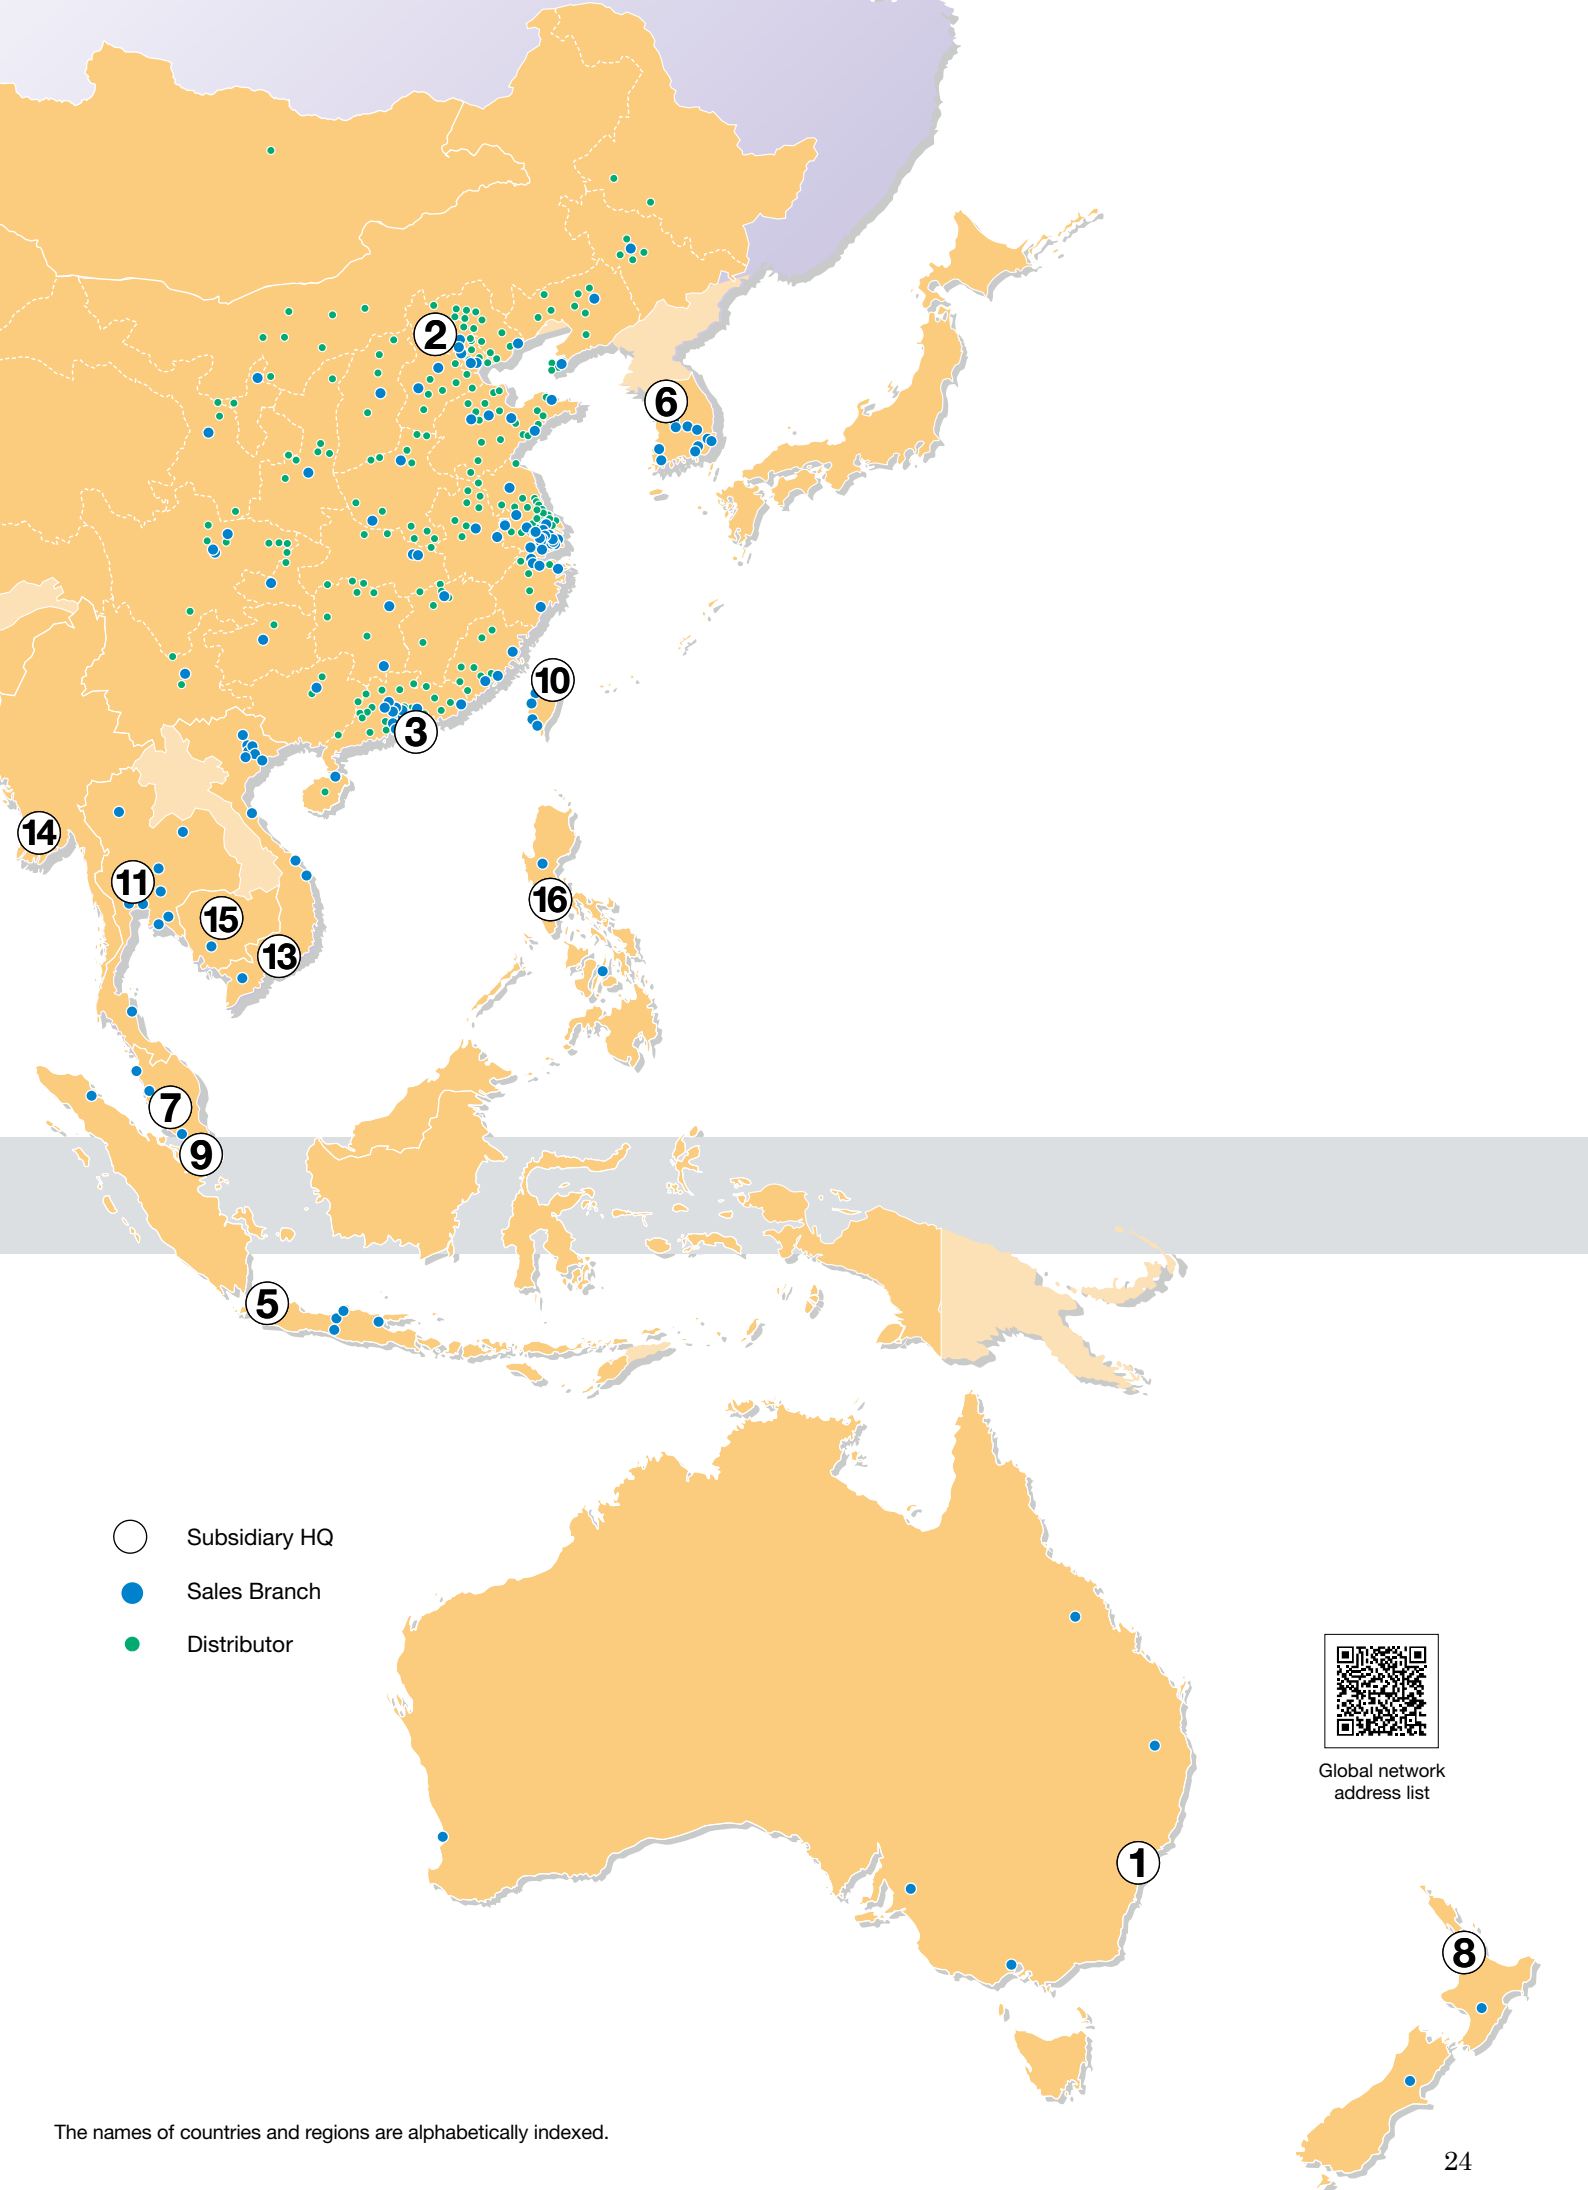 2
6
10
3
14
11
16
15
13
7
9
5
Subsidiary HQ
Sales Branch
Distributor
Global network
address list
1
8
The names of countries and regions are alphabetically indexed.
24